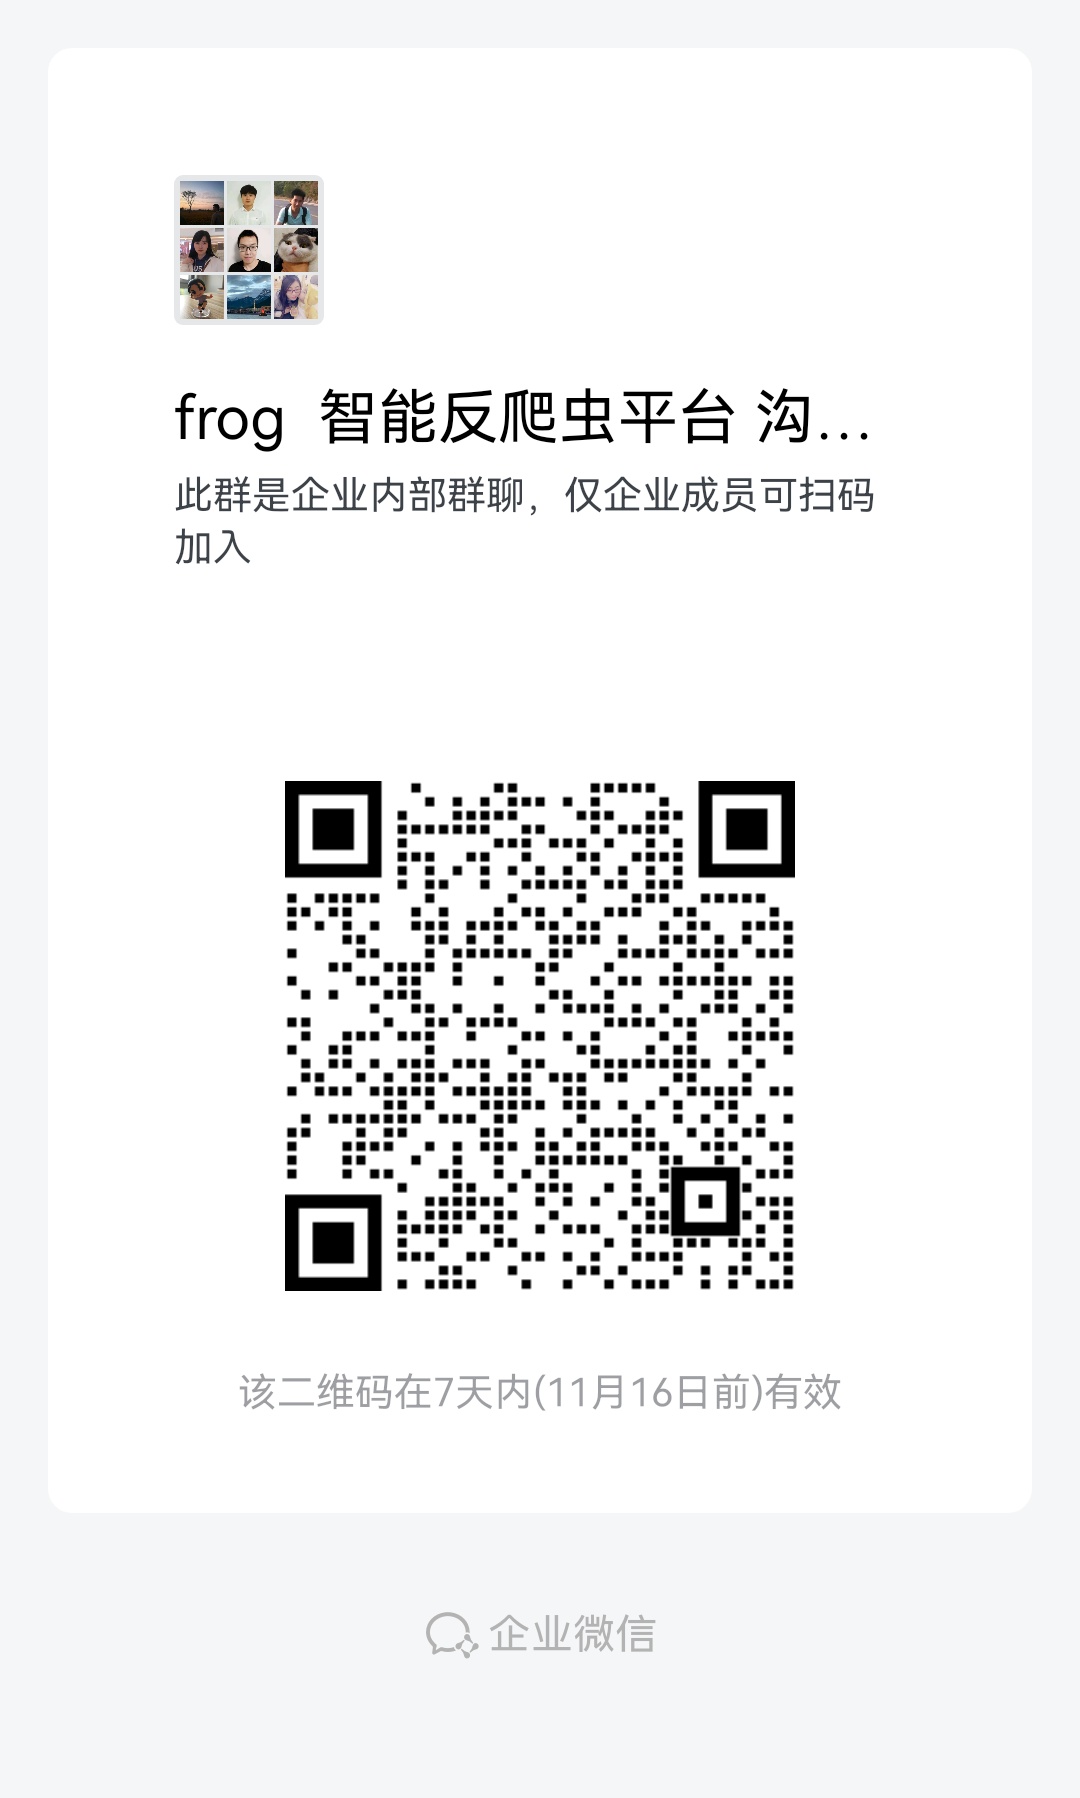 frog 智能反爬虫平台 沟...
此群是企业内部群聊，仅企业成员可扫码
加入
该二维码在7天内(11月16日前)有效
企业微信